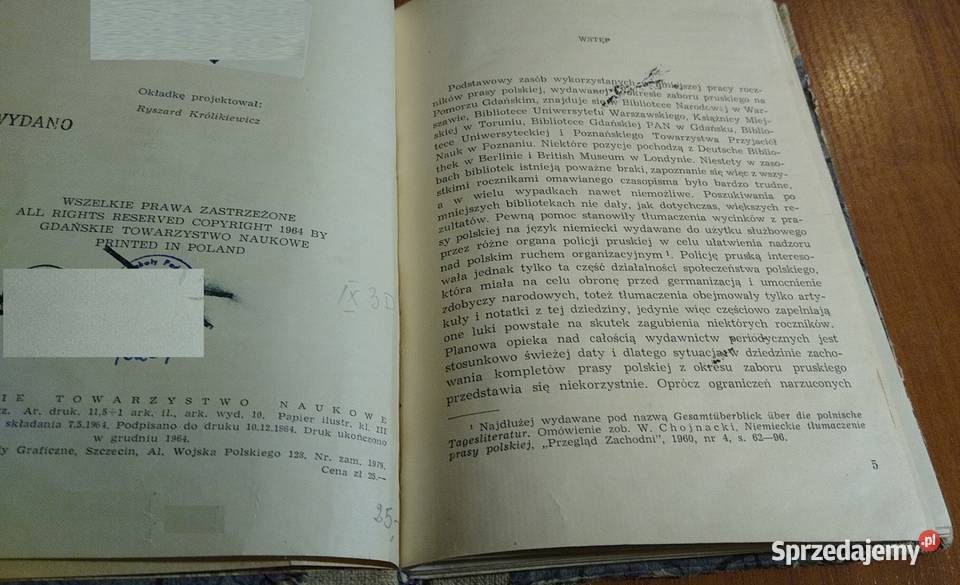 Okładkę projektował:
Ryszard Królikiewicz
WYDANO
WSZELKIE PRAWA ZASTRZEŻONE
ALL RIGHTS RESERVED COPYRIGHT 1964 BY
GDAŃSKIE TOWARZYSTWO NAUKOWE
PRINTED IN POLAND
IX 3D
IE TOWARZYSTWO NAUKOWE
rz. Ar. druk. 11,5÷1 ark. il., ark. wyd. 10. Papier ilustr. kl. III
składania 7.5.1964. Podpisano do druku 10.12.1964. Druk ukończono
w grudniu 1964.
dy Graficzne, Szczecin, Al. Wojska Polskiego 128. Nr. zam. 1979.
Cena zł 25.—
25,-
WSTĘP
Podstawowy zasób wykorzystanych w niniejszej pracy rocz-
ników prasy polskiej, wydawanej w okresie zaboru pruskiego na
Pomorzu Gdańskim, znajduje się w Bibliotece Narodowej w War-
szawie, Bibliotece Uniwersytetu Warszawskiego, Książnicy Miej-
skiej w Toruniu, Bibliotece Gdańskiej PAN w Gdańsku, Biblio-
tece Uniwersyteckiej i Poznańskiego Towarzystwa Przyjaciół
Nauk w Poznaniu. Niektóre pozycje pochodzą z Deutsche Biblio-
thek w Berlinie i British Museum w Londynie. Niestety w zaso-
bach bibliotek istnieją poważne braki, zapoznanie się więc z wszy-
stkimi rocznikami omawianego czasopisma było bardzo trudne,
a w wielu wypadkach nawet niemożliwe. Poszukiwania po
mniejszych bibliotekach nie dały, jak dotychczas, większych re-
zultatów. Pewną pomoc stanowiły tłumaczenia wycinków z pra-
sy polskiej na język niemiecki wydawane do użytku służbowego
przez różne organa policji pruskiej w celu ułatwienia nadzoru
nad polskim ruchem organizacyjnym ¹. Policję pruską intereso-
wała jednak tylko ta część działalności społeczeństwa polskiego,
która miała na celu obronę przed germanizacją i umocnienie
zdobyczy narodowych, toteż tłumaczenia obejmowały tylko arty-
kuły i notatki z tej dziedziny, jedynie więc częściowo zapełniają
one luki powstałe na skutek zagubienia niektórych roczników.
Planowa opieka nad całością wydawnictw periodycznych jest
stosunkowo świeżej daty i dlatego sytuacja w dziedzinie zacho-
wania kompletów prasy polskiej z okresu zaboru pruskiego
przedstawia się niekorzystnie. Oprócz ograniczeń narzuconych
¹ Najdłużej wydawane pod nazwą Gesamtüberblick über die polnische
Tagesliteratur. Omówienie zob. W. Chojnacki, Niemieckie tłumaczenie
prasy polskiej, „Przegląd Zachodni", 1960, nr 4, s. 62—96.
5
Sprzedajemy.pl